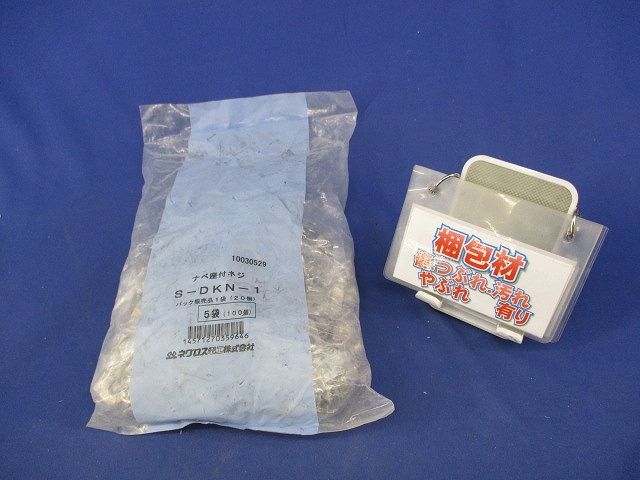 10030529
ナベ座付ネジ
S-DKN-1
パック販売品1袋(20個)
5袋 (100個)
14571270359646
ネグロス電工株式会社
梱包材
傷・つぶれ・汚れ
やぶれ 有り